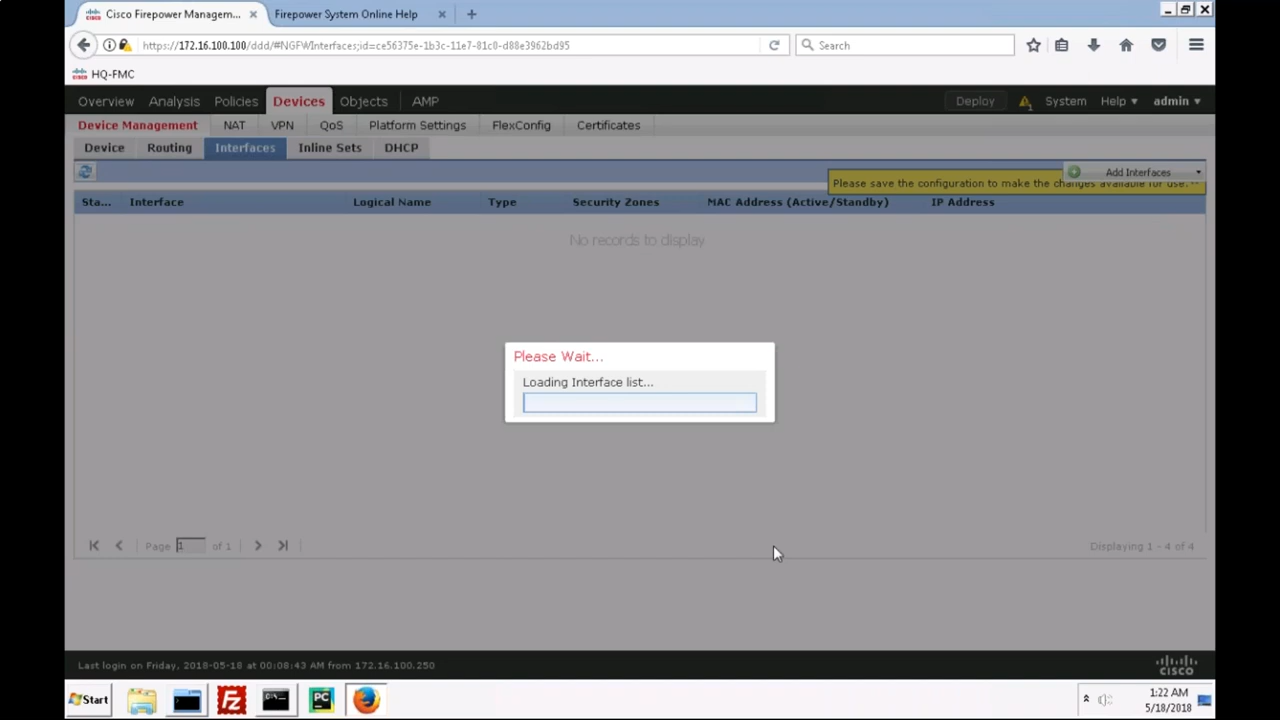 Cisco Firepower Managem...
Firepower System Online Help
https://172.16.100.100/ddd/#NGFWInterfaces;id=ce56375e-1b3c-11e7-81c0-d88e3962bd95
Search
HQ-FMC
Overview Analysis Policies Devices Objects AMP Deploy System Help admin
Device Management NAT VPN QoS Platform Settings FlexConfig Certificates
Device Routing Interfaces Inline Sets DHCP
Add Interfaces
Please save the configuration to make the changes available for use.
Sta... Interface Logical Name Type Security Zones MAC Address (Active/Standby) IP Address
No records to display
Please Wait...
Loading Interface list...
Page 1 of 1 Displaying 1 - 4 of 4
Last login on Friday, 2018-05-18 at 00:08:43 AM from 172.16.100.250
CISCO
Start
1:22 AM
5/18/2018